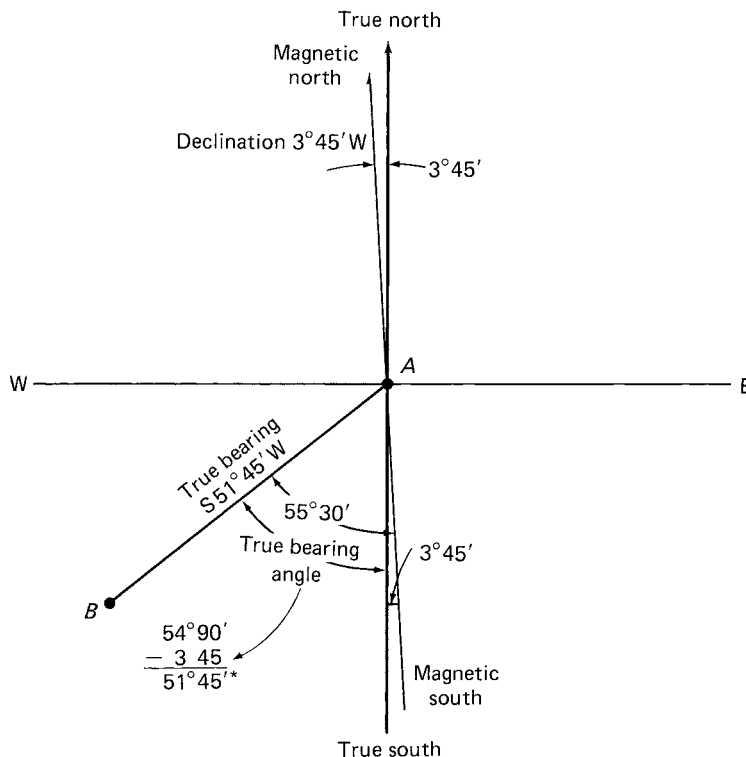 True north
Magnetic
north
Declination 3°45′W
3°45′
A
W
E
True bearing
S 51°45′W
55°30′
True bearing
angle
3°45′
B
54°90′
− 3 45
51°45′*
Magnetic
south
True south